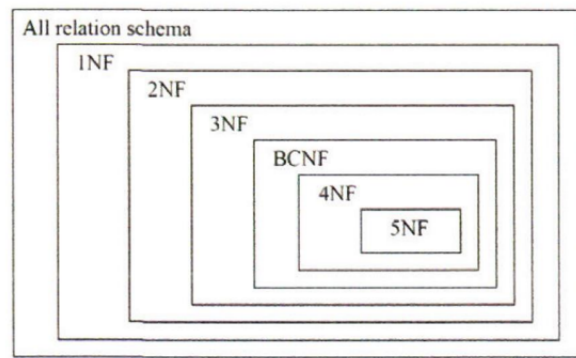 All relation schema
1NF
2NF
3NF
BCNF
4NF
5NF